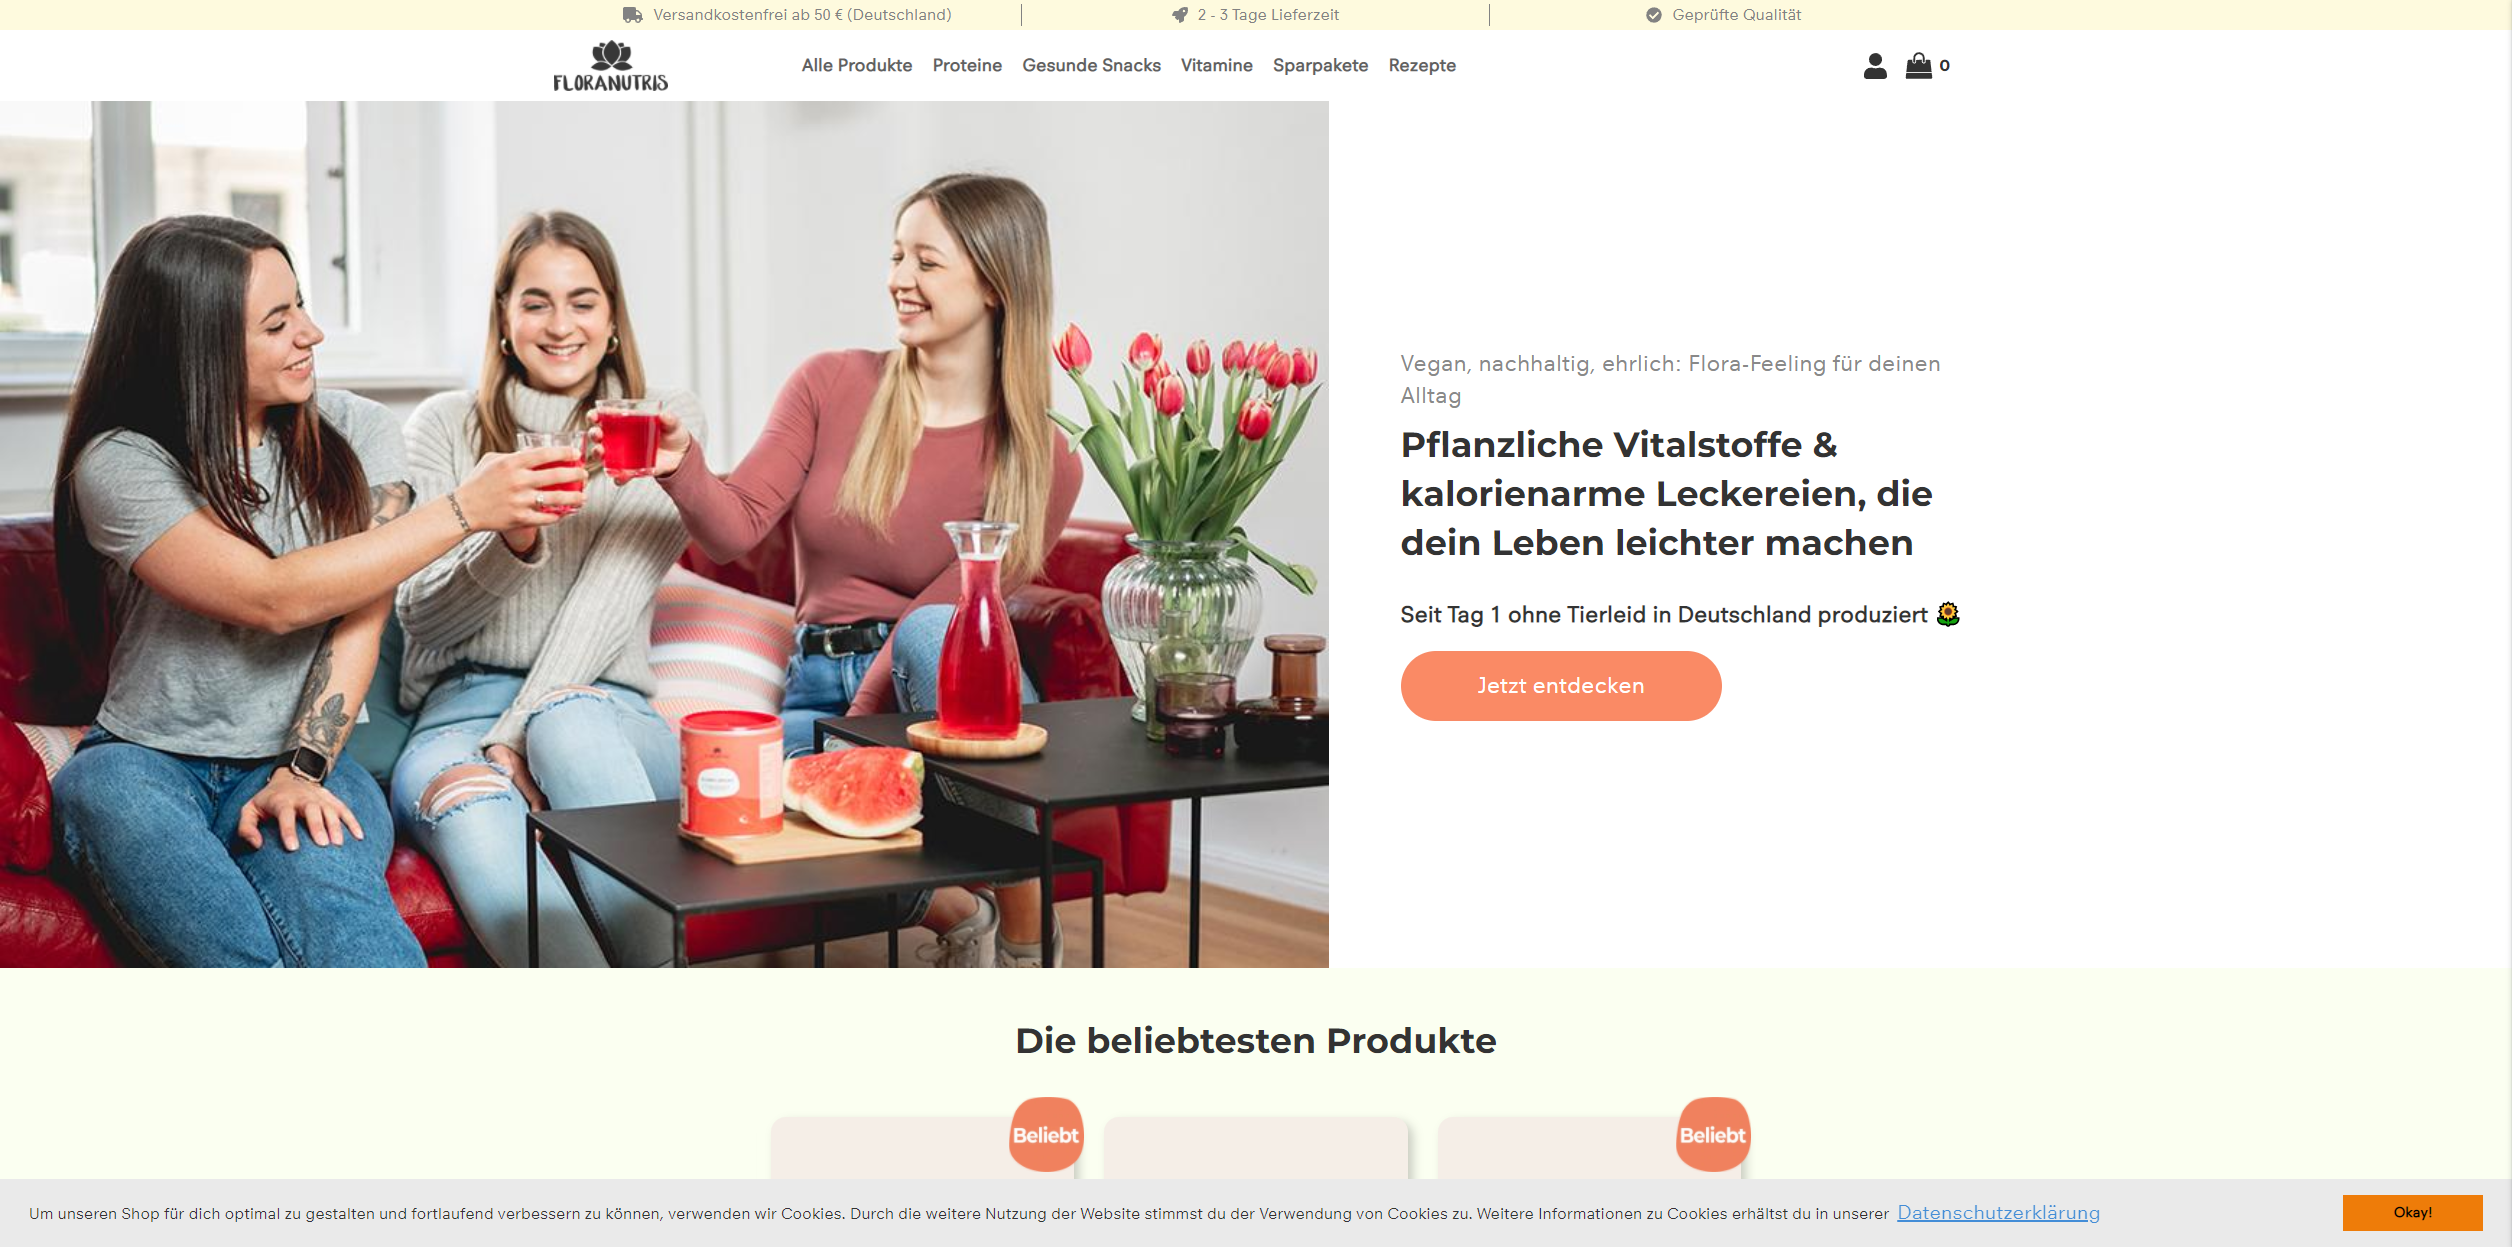 Versandkostenfrei ab 50 € (Deutschland)
2 - 3 Tage Lieferzeit
Geprüfte Qualität
FLORANUTRIS
Alle Produkte
Proteine
Gesunde Snacks
Vitamine
Sparpakete
Rezepte
0
Vegan, nachhaltig, ehrlich: Flora-Feeling für deinen
Alltag
Pflanzliche Vitalstoffe &
kalorienarme Leckereien, die
dein Leben leichter machen
Seit Tag 1 ohne Tierleid in Deutschland produziert 🌻
Jetzt entdecken
Die beliebtesten Produkte
Beliebt
Beliebt
Um unseren Shop für dich optimal zu gestalten und fortlaufend verbessern zu können, verwenden wir Cookies. Durch die weitere Nutzung der Website stimmst du der Verwendung von Cookies zu. Weitere Informationen zu Cookies erhältst du in unserer Datenschutzerklärung
Okay!